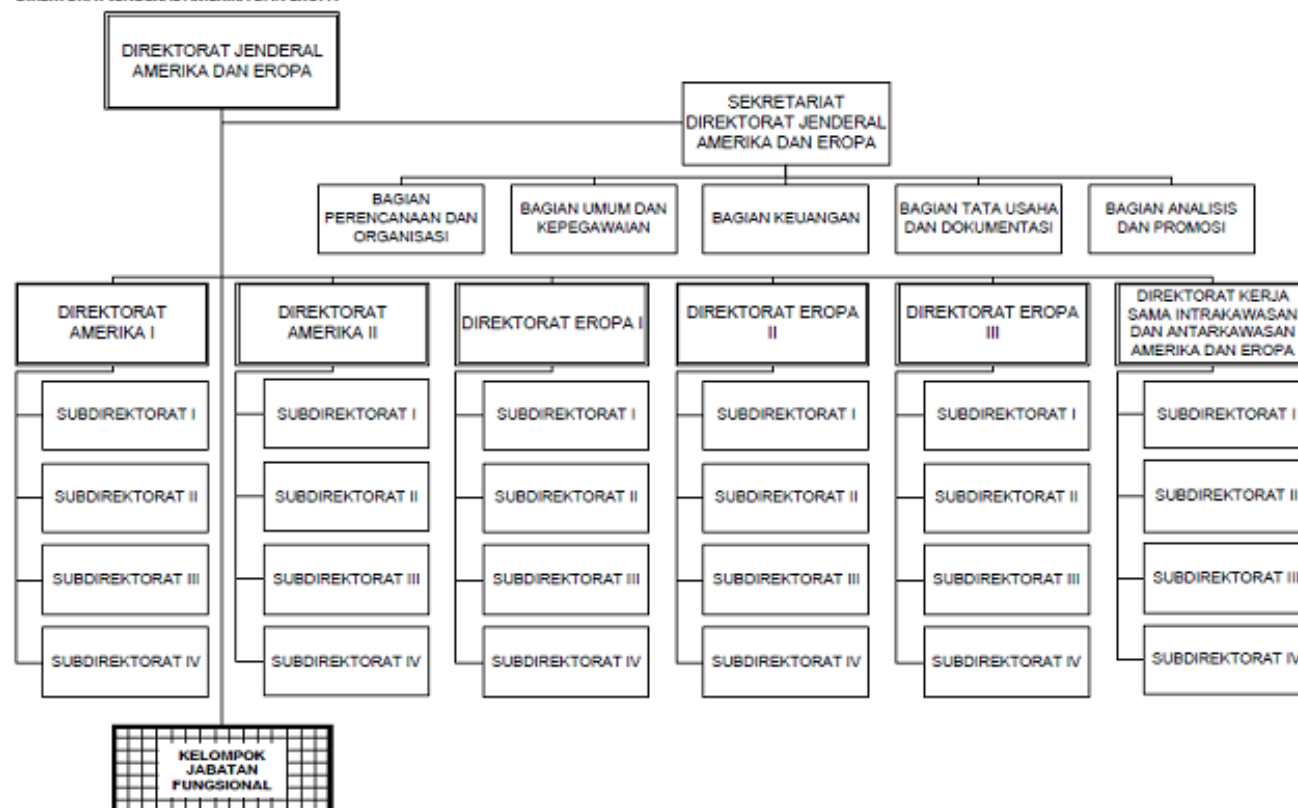 DIREKTORAT JENDERAL AMERIKA DAN EROPA
DIREKTORAT JENDERAL
AMERIKA DAN EROPA
SEKRETARIAT
DIREKTORAT JENDERAL
AMERIKA DAN EROPA
BAGIAN
PERENCANAAN DAN
ORGANISASI
BAGIAN UMUM DAN
KEPEGAWAIAN
BAGIAN KEUANGAN
BAGIAN TATA USAHA
DAN DOKUMENTASI
BAGIAN ANALISIS
DAN PROMOSI
DIREKTORAT
AMERIKA I
DIREKTORAT
AMERIKA II
DIREKTORAT EROPA I
DIREKTORAT EROPA
II
DIREKTORAT EROPA
III
DIREKTORAT KERJA
SAMA INTRAKAWASAN
DAN ANTARKAWASAN
AMERIKA DAN EROPA
SUBDIREKTORAT I
SUBDIREKTORAT I
SUBDIREKTORAT I
SUBDIREKTORAT I
SUBDIREKTORAT I
SUBDIREKTORAT I
SUBDIREKTORAT II
SUBDIREKTORAT II
SUBDIREKTORAT II
SUBDIREKTORAT II
SUBDIREKTORAT II
SUBDIREKTORAT II
SUBDIREKTORAT III
SUBDIREKTORAT III
SUBDIREKTORAT III
SUBDIREKTORAT III
SUBDIREKTORAT III
SUBDIREKTORAT III
SUBDIREKTORAT IV
SUBDIREKTORAT IV
SUBDIREKTORAT IV
SUBDIREKTORAT IV
SUBDIREKTORAT IV
SUBDIREKTORAT IV
KELOMPOK
JABATAN
FUNGSIONAL